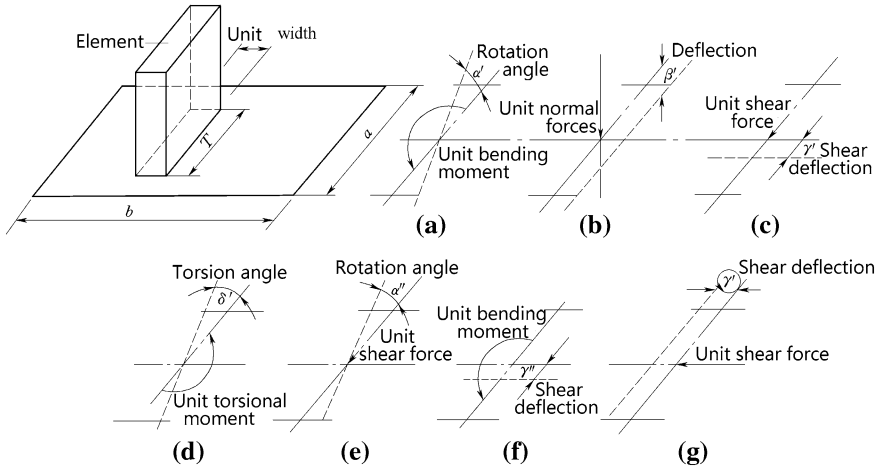 Element
Unit width
T
a
b
Rotation
angle
α'
Unit bending
moment
(a)
Deflection
β'
Unit normal
forces
(b)
Unit shear
force
γ'
Shear
deflection
(c)
Torsion angle
δ'
Unit torsional
moment
(d)
Rotation angle
α''
Unit
shear force
(e)
Unit bending
moment
γ''
Shear
deflection
(f)
Shear deflection
γ'
Unit shear force
(g)